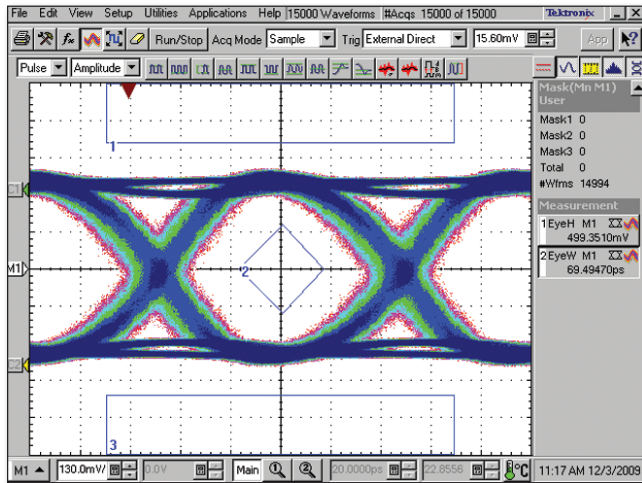 File Edit View Setup Utilities Applications Help 15000 Waveforms #Acqs 15000 of 15000 Tektronix
Run/Stop Acq Mode Sample Trig External Direct 15.60mV App
Pulse Amplitude
Mask(Mn M1)
User
Mask1 0
Mask2 0
Mask3 0
Total 0
#Wfms 14994
Measurement
1EyeH M1
499.3510mV
2EyeW M1
69.49470ps
1
C1
M1
2
C2
3
M1 130.0mV/ 0.0V Main 20.0000ps 22.8556 °C 11:17 AM 12/3/2009